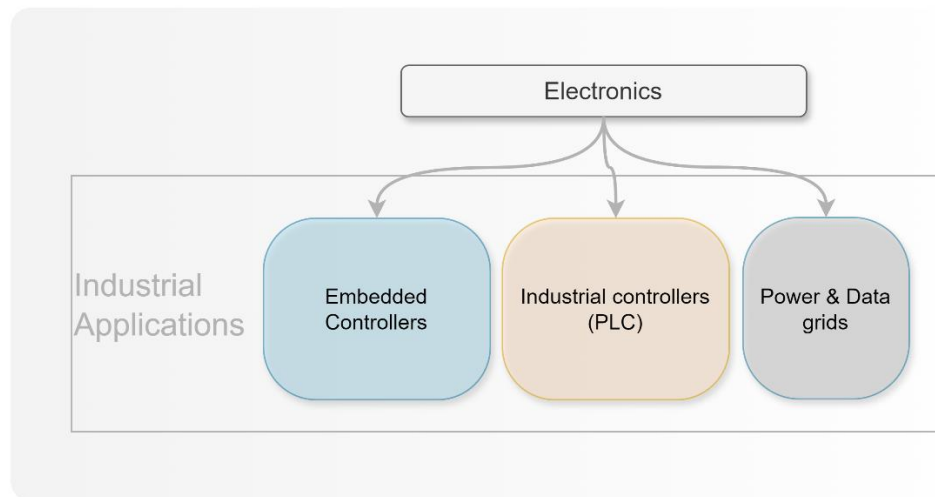 Electronics
Industrial
Applications
Embedded
Controllers
Industrial controllers
(PLC)
Power & Data
grids